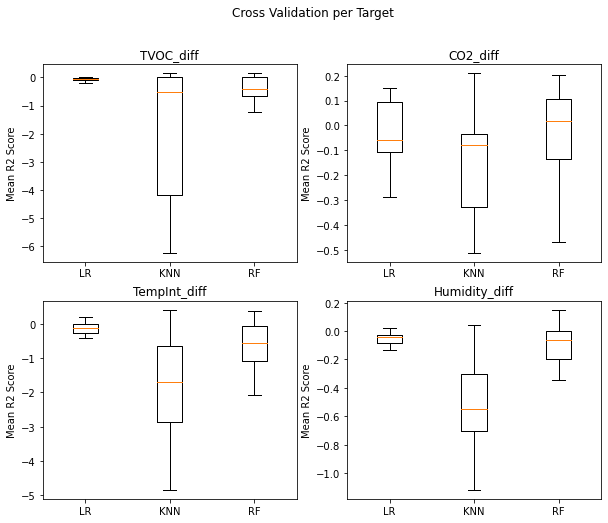 Cross Validation per Target
TVOC_diff
Mean R2 Score
0
−1
−2
−3
−4
−5
−6
LR KNN RF
CO2_diff
Mean R2 Score
0.2
0.1
0.0
−0.1
−0.2
−0.3
−0.4
−0.5
LR KNN RF
TempInt_diff
Mean R2 Score
0
−1
−2
−3
−4
−5
LR KNN RF
Humidity_diff
Mean R2 Score
0.2
0.0
−0.2
−0.4
−0.6
−0.8
−1.0
LR KNN RF